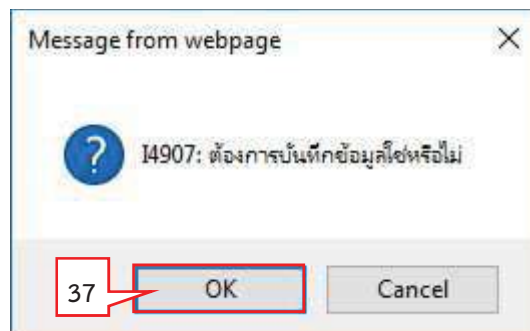 Message from webpage
I4907: ต้องการบันทึกข้อมูลใช่หรือไม่
37
OK
Cancel